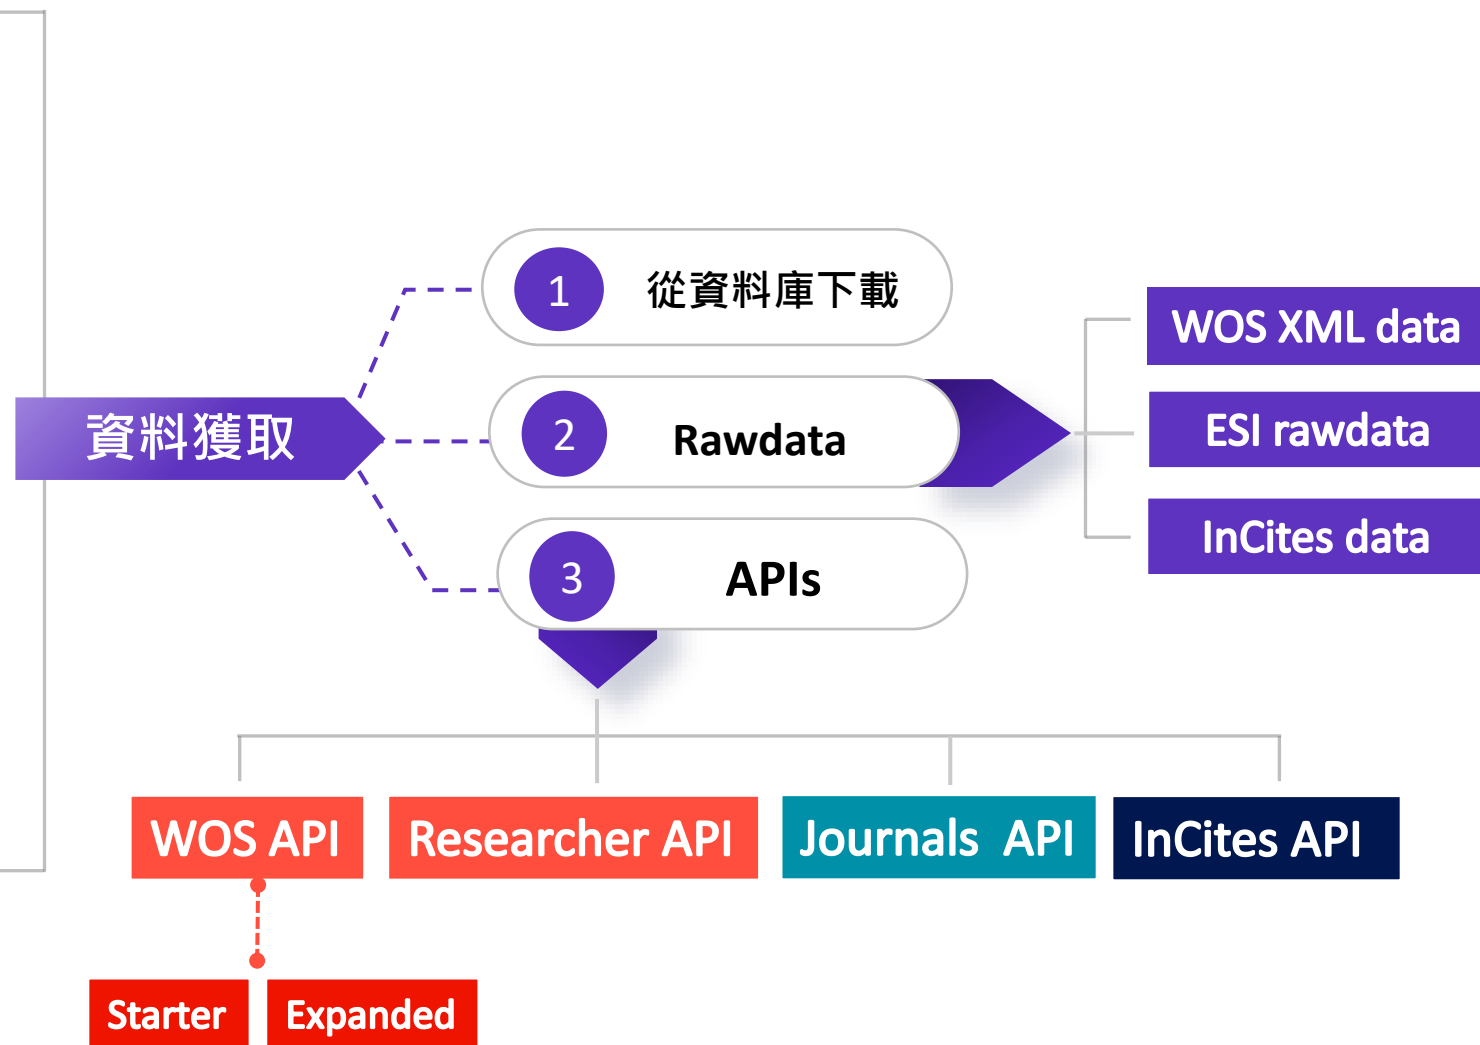 資料獲取
1
從資料庫下載
2
Rawdata
3
APIs
WOS XML data
ESI rawdata
InCites data
WOS API
Researcher API
Journals  API
InCites API
Starter
Expanded